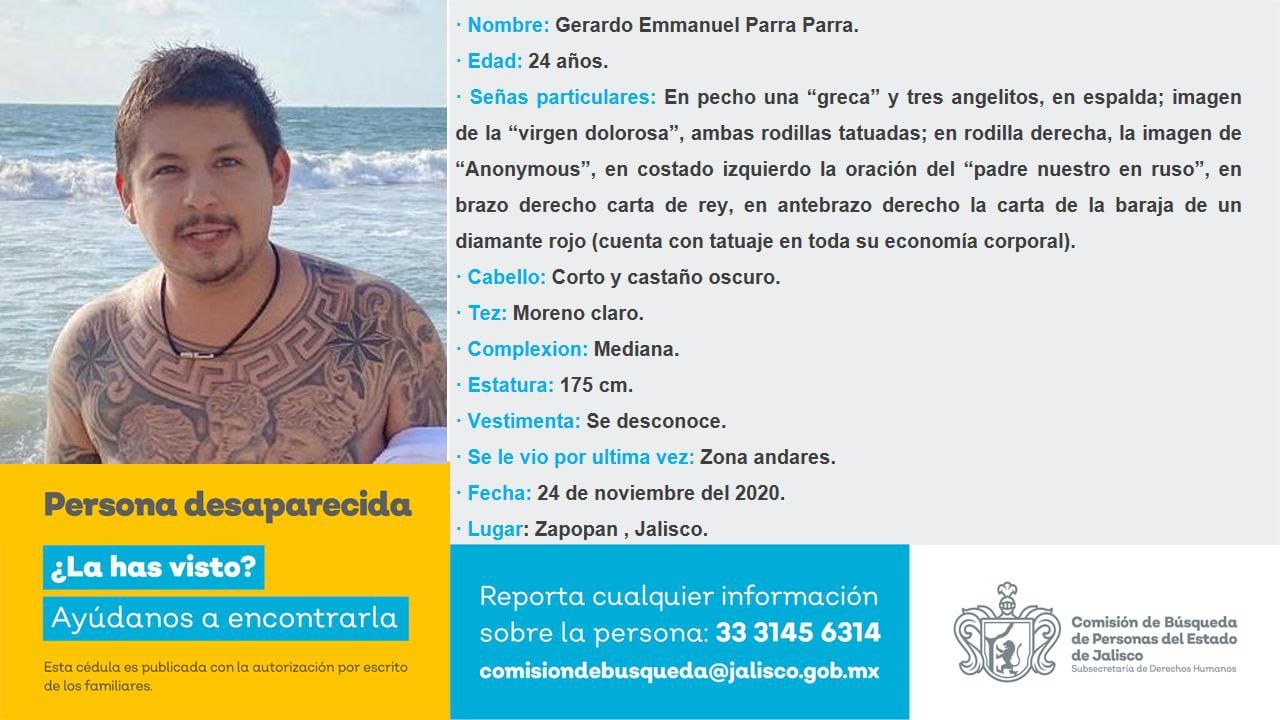 · Nombre: Gerardo Emmanuel Parra Parra.
· Edad: 24 años.
· Señas particulares: En pecho una “greca” y tres angelitos, en espalda; imagen
de la “virgen dolorosa”, ambas rodillas tatuadas; en rodilla derecha, la imagen de
“Anonymous”, en costado izquierdo la oración del “padre nuestro en ruso”, en
brazo derecho carta de rey, en antebrazo derecho la carta de la baraja de un
diamante rojo (cuenta con tatuaje en toda su economía corporal).
· Cabello: Corto y castaño oscuro.
· Tez: Moreno claro.
· Complexion: Mediana.
· Estatura: 175 cm.
· Vestimenta: Se desconoce.
· Se le vio por ultima vez: Zona andares.
· Fecha: 24 de noviembre del 2020.
· Lugar: Zapopan , Jalisco.
Persona desaparecida
¿La has visto?
Ayúdanos a encontrarla
Esta cédula es publicada con la autorización por escrito
de los familiares.
Reporta cualquier información
sobre la persona: 33 3145 6314
comisiondebusqueda@jalisco.gob.mx
Comisión de Búsqueda
de Personas del Estado
de Jalisco
Subsecretaría de Derechos Humanos